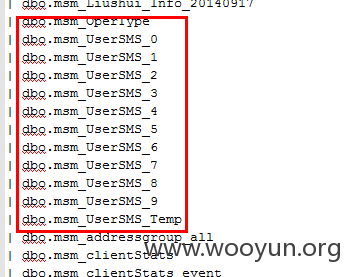 | dbo.msm_Liushui_Info_20140917
| dbo.msm_OperType
| dbo.msm_UserSMS_0
| dbo.msm_UserSMS_1
| dbo.msm_UserSMS_2
| dbo.msm_UserSMS_3
| dbo.msm_UserSMS_4
| dbo.msm_UserSMS_5
| dbo.msm_UserSMS_6
| dbo.msm_UserSMS_7
| dbo.msm_UserSMS_8
| dbo.msm_UserSMS_9
| dbo.msm_UserSMS_Temp
| dbo.msm_addressgroup_all
| dbo.msm_clientStats
| dbo.msm_clientStats_event
www.wooyun.org